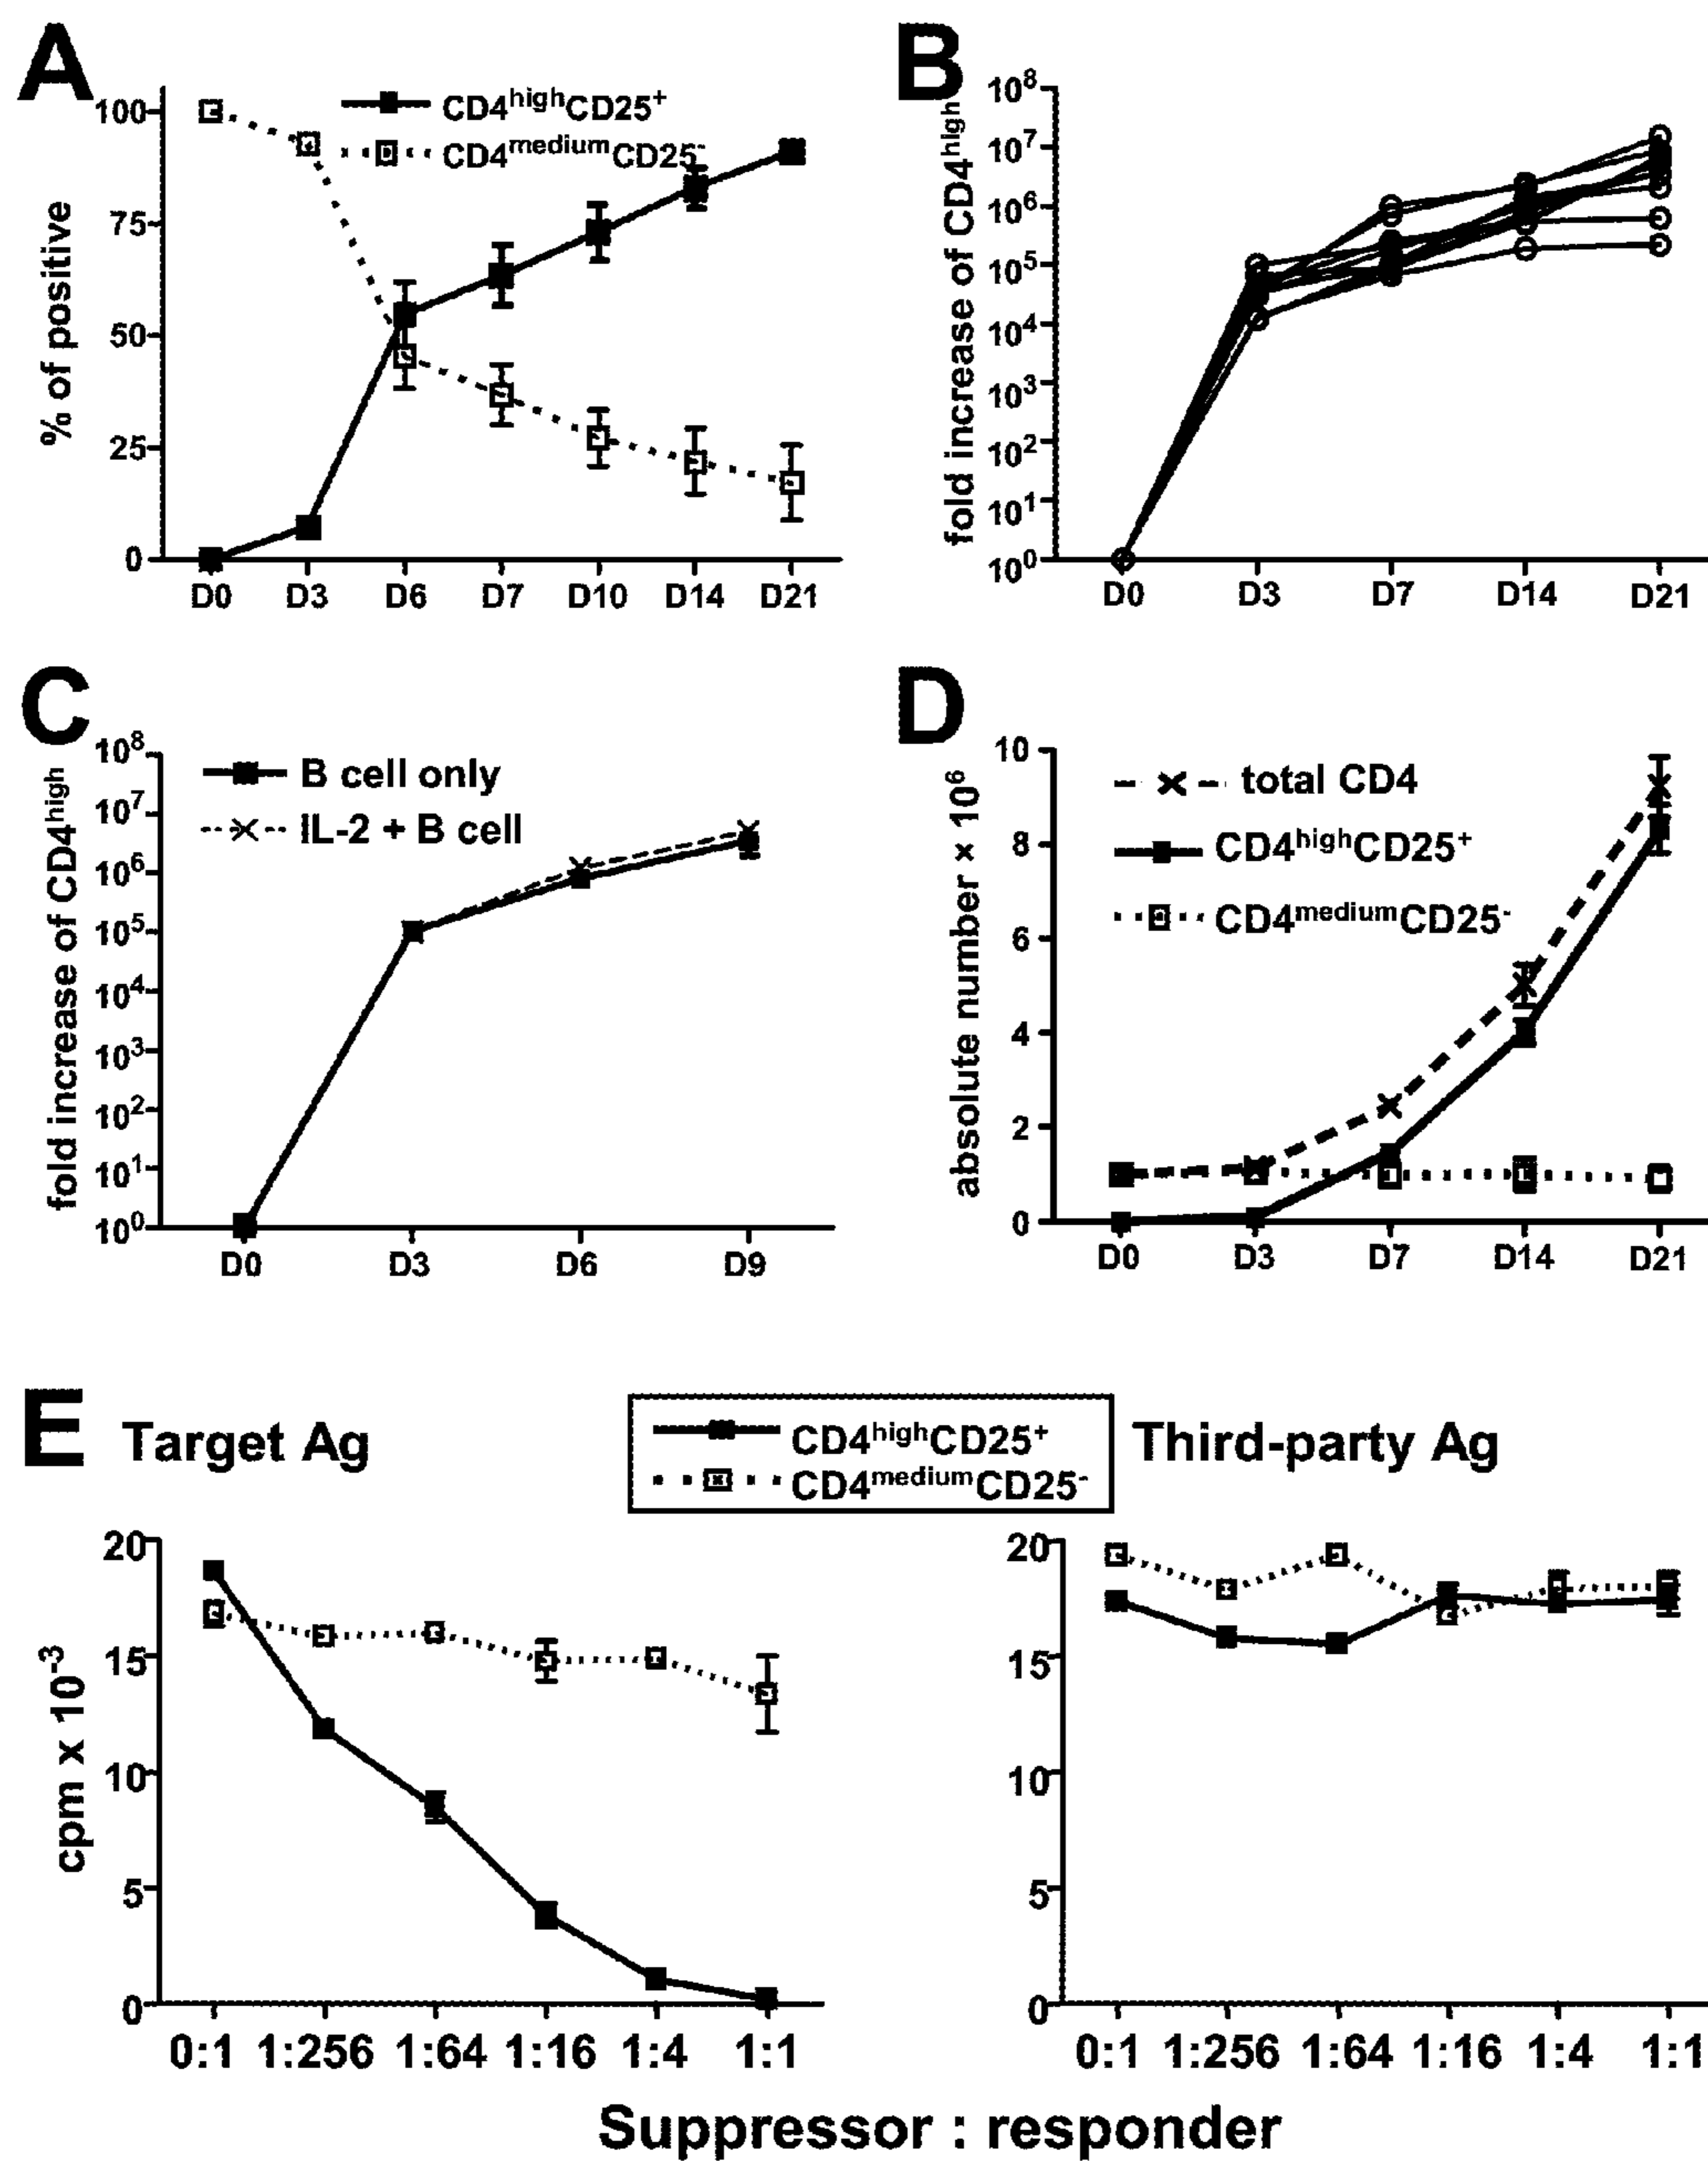 A
% of positive
100
75
50
25
0
CD4highCD25+
CD4mediumCD25-
D0 D3 D6 D7 D10 D14 D21
B
fold increase of CD4high
10⁸
10⁷
10⁶
10⁵
10⁴
10³
10²
10¹
10⁰
D0 D3 D7 D14 D21
C
fold increase of CD4high
10⁸
10⁷
10⁶
10⁵
10⁴
10³
10²
10¹
10⁰
B cell only
IL-2 + B cell
D0 D3 D6 D9
D
absolute number × 10⁶
10
8
6
4
2
0
total CD4
CD4highCD25+
CD4mediumCD25-
D0 D3 D7 D14 D21
E
Target Ag
CD4highCD25+
CD4mediumCD25-
Third-party Ag
cpm x 10⁻³
20
15
10
5
0
0:1 1:256 1:64 1:16 1:4 1:1
20
15
10
5
0
0:1 1:256 1:64 1:16 1:4 1:1
Suppressor : responder